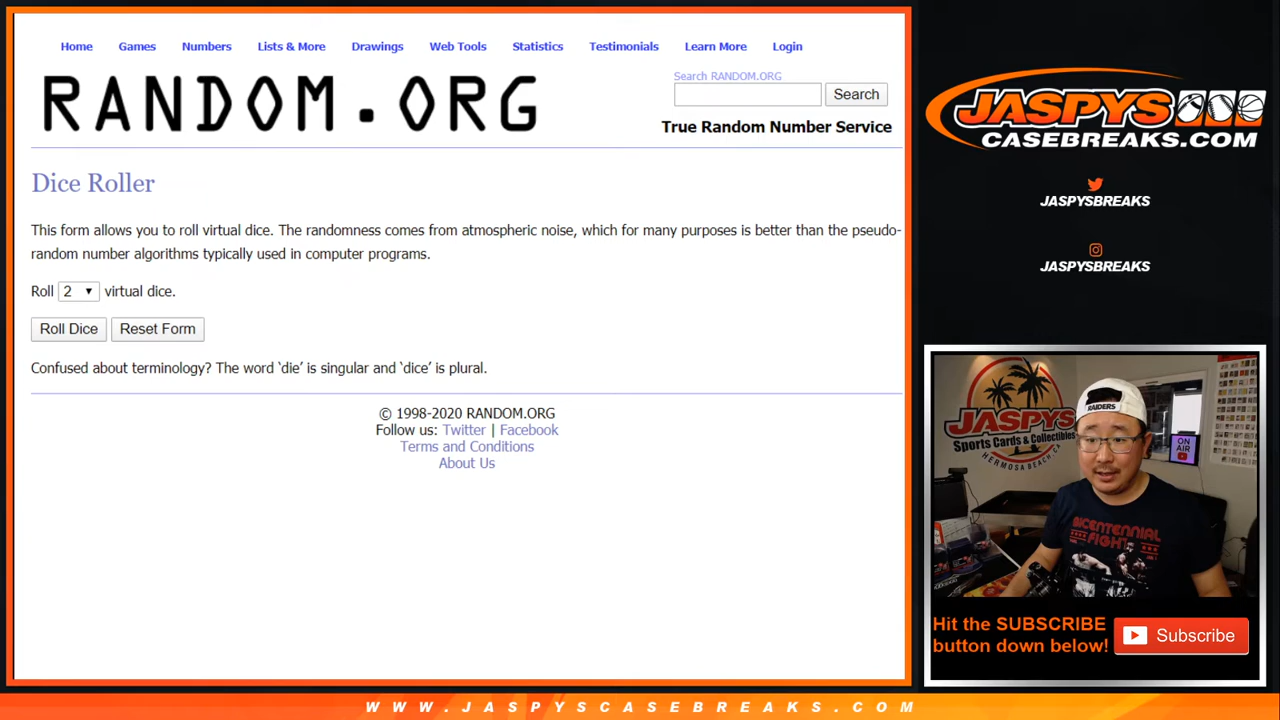 Home Games Numbers Lists & More Drawings Web Tools Statistics Testimonials Learn More Login
RANDOM.ORG
Search RANDOM.ORG
Search
True Random Number Service
Dice Roller
This form allows you to roll virtual dice. The randomness comes from atmospheric noise, which for many purposes is better than the pseudo-
random number algorithms typically used in computer programs.
Roll 2 virtual dice.
Roll Dice Reset Form
Confused about terminology? The word ‘die’ is singular and ‘dice’ is plural.
© 1998-2020 RANDOM.ORG
Follow us: Twitter | Facebook
Terms and Conditions
About Us
JASPYS
CASEBREAKS.COM
JASPYSBREAKS
JASPYSBREAKS
JASPYS
Sports Cards & Collectibles
HERMOSA BEACH, CA
RAIDERS
ON
AIR
BICENTENNIAL
FIGHT
Hit the SUBSCRIBE
button down below!
Subscribe
WWW.JASPYSCASEBREAKS.COM